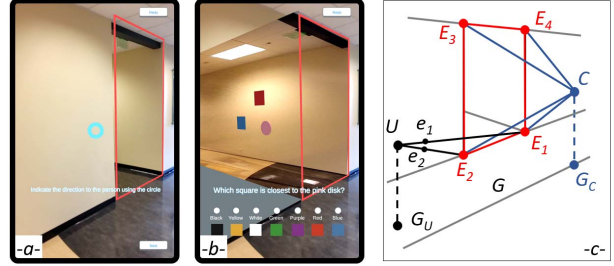 Indicate the direction to the person using the circle
-a-
Which square is closest to the pink disk?
Black Yellow White Green Purple Red Blue
-b-
E3
E4
C
U
e1
e2
E1
E2
G
GC
GU
-c-